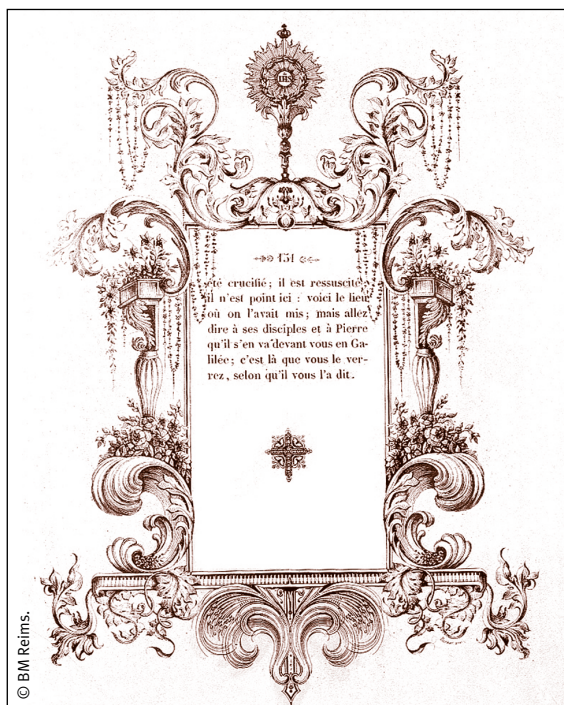 IHS
131
été crucifié; il est ressuscité;
il n'est point ici : voici le lieu
où on l'avait mis; mais allez
dire à ses disciples et à Pierre
qu'il s'en va devant vous en Ga-
lilée; c'est là que vous le ver-
rez, selon qu'il vous l'a dit.
© BM Reims.